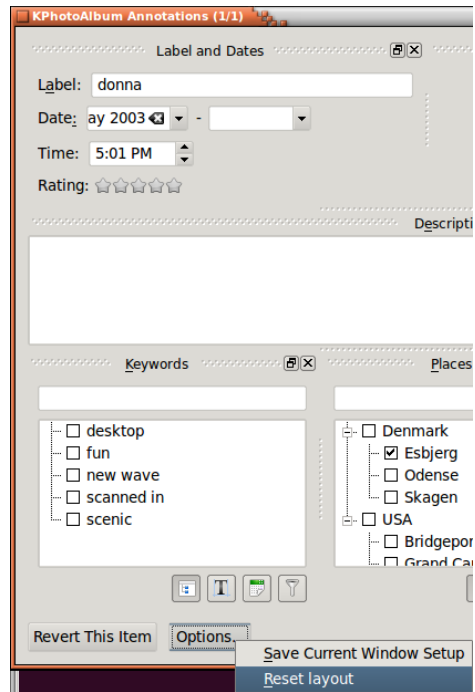 KPhotoAlbum Annotations (1/1)
Label and Dates
Label: donna
Date: ay 2003 -
Time: 5:01 PM
Rating:
Descripti
Keywords
Places
desktop
fun
new wave
scanned in
scenic
Denmark
Esbjerg
Odense
Skagen
USA
Bridgepor
Grand Ca
T
Revert This Item
Options.
Save Current Window Setup
Reset layout